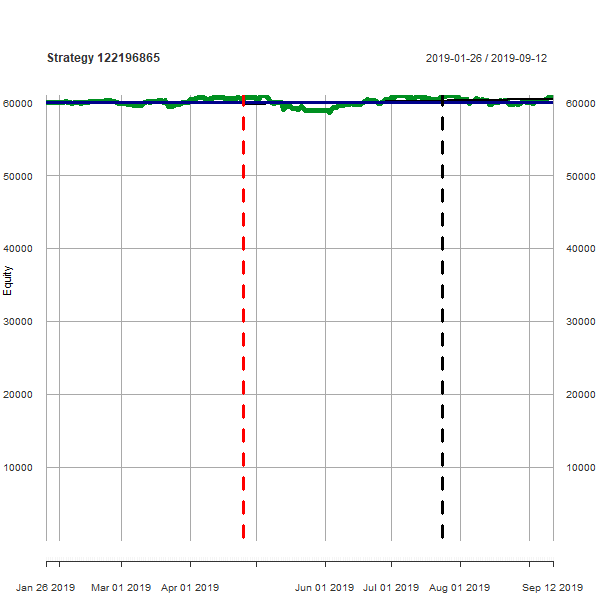 Strategy 122196865 2019-01-26 / 2019-09-12
60000 60000
50000 50000
40000 40000
Equity
30000 30000
20000 20000
10000 10000
Jan 26 2019 Mar 01 2019 Apr 01 2019 Jun 01 2019 Jul 01 2019 Aug 01 2019 Sep 12 2019